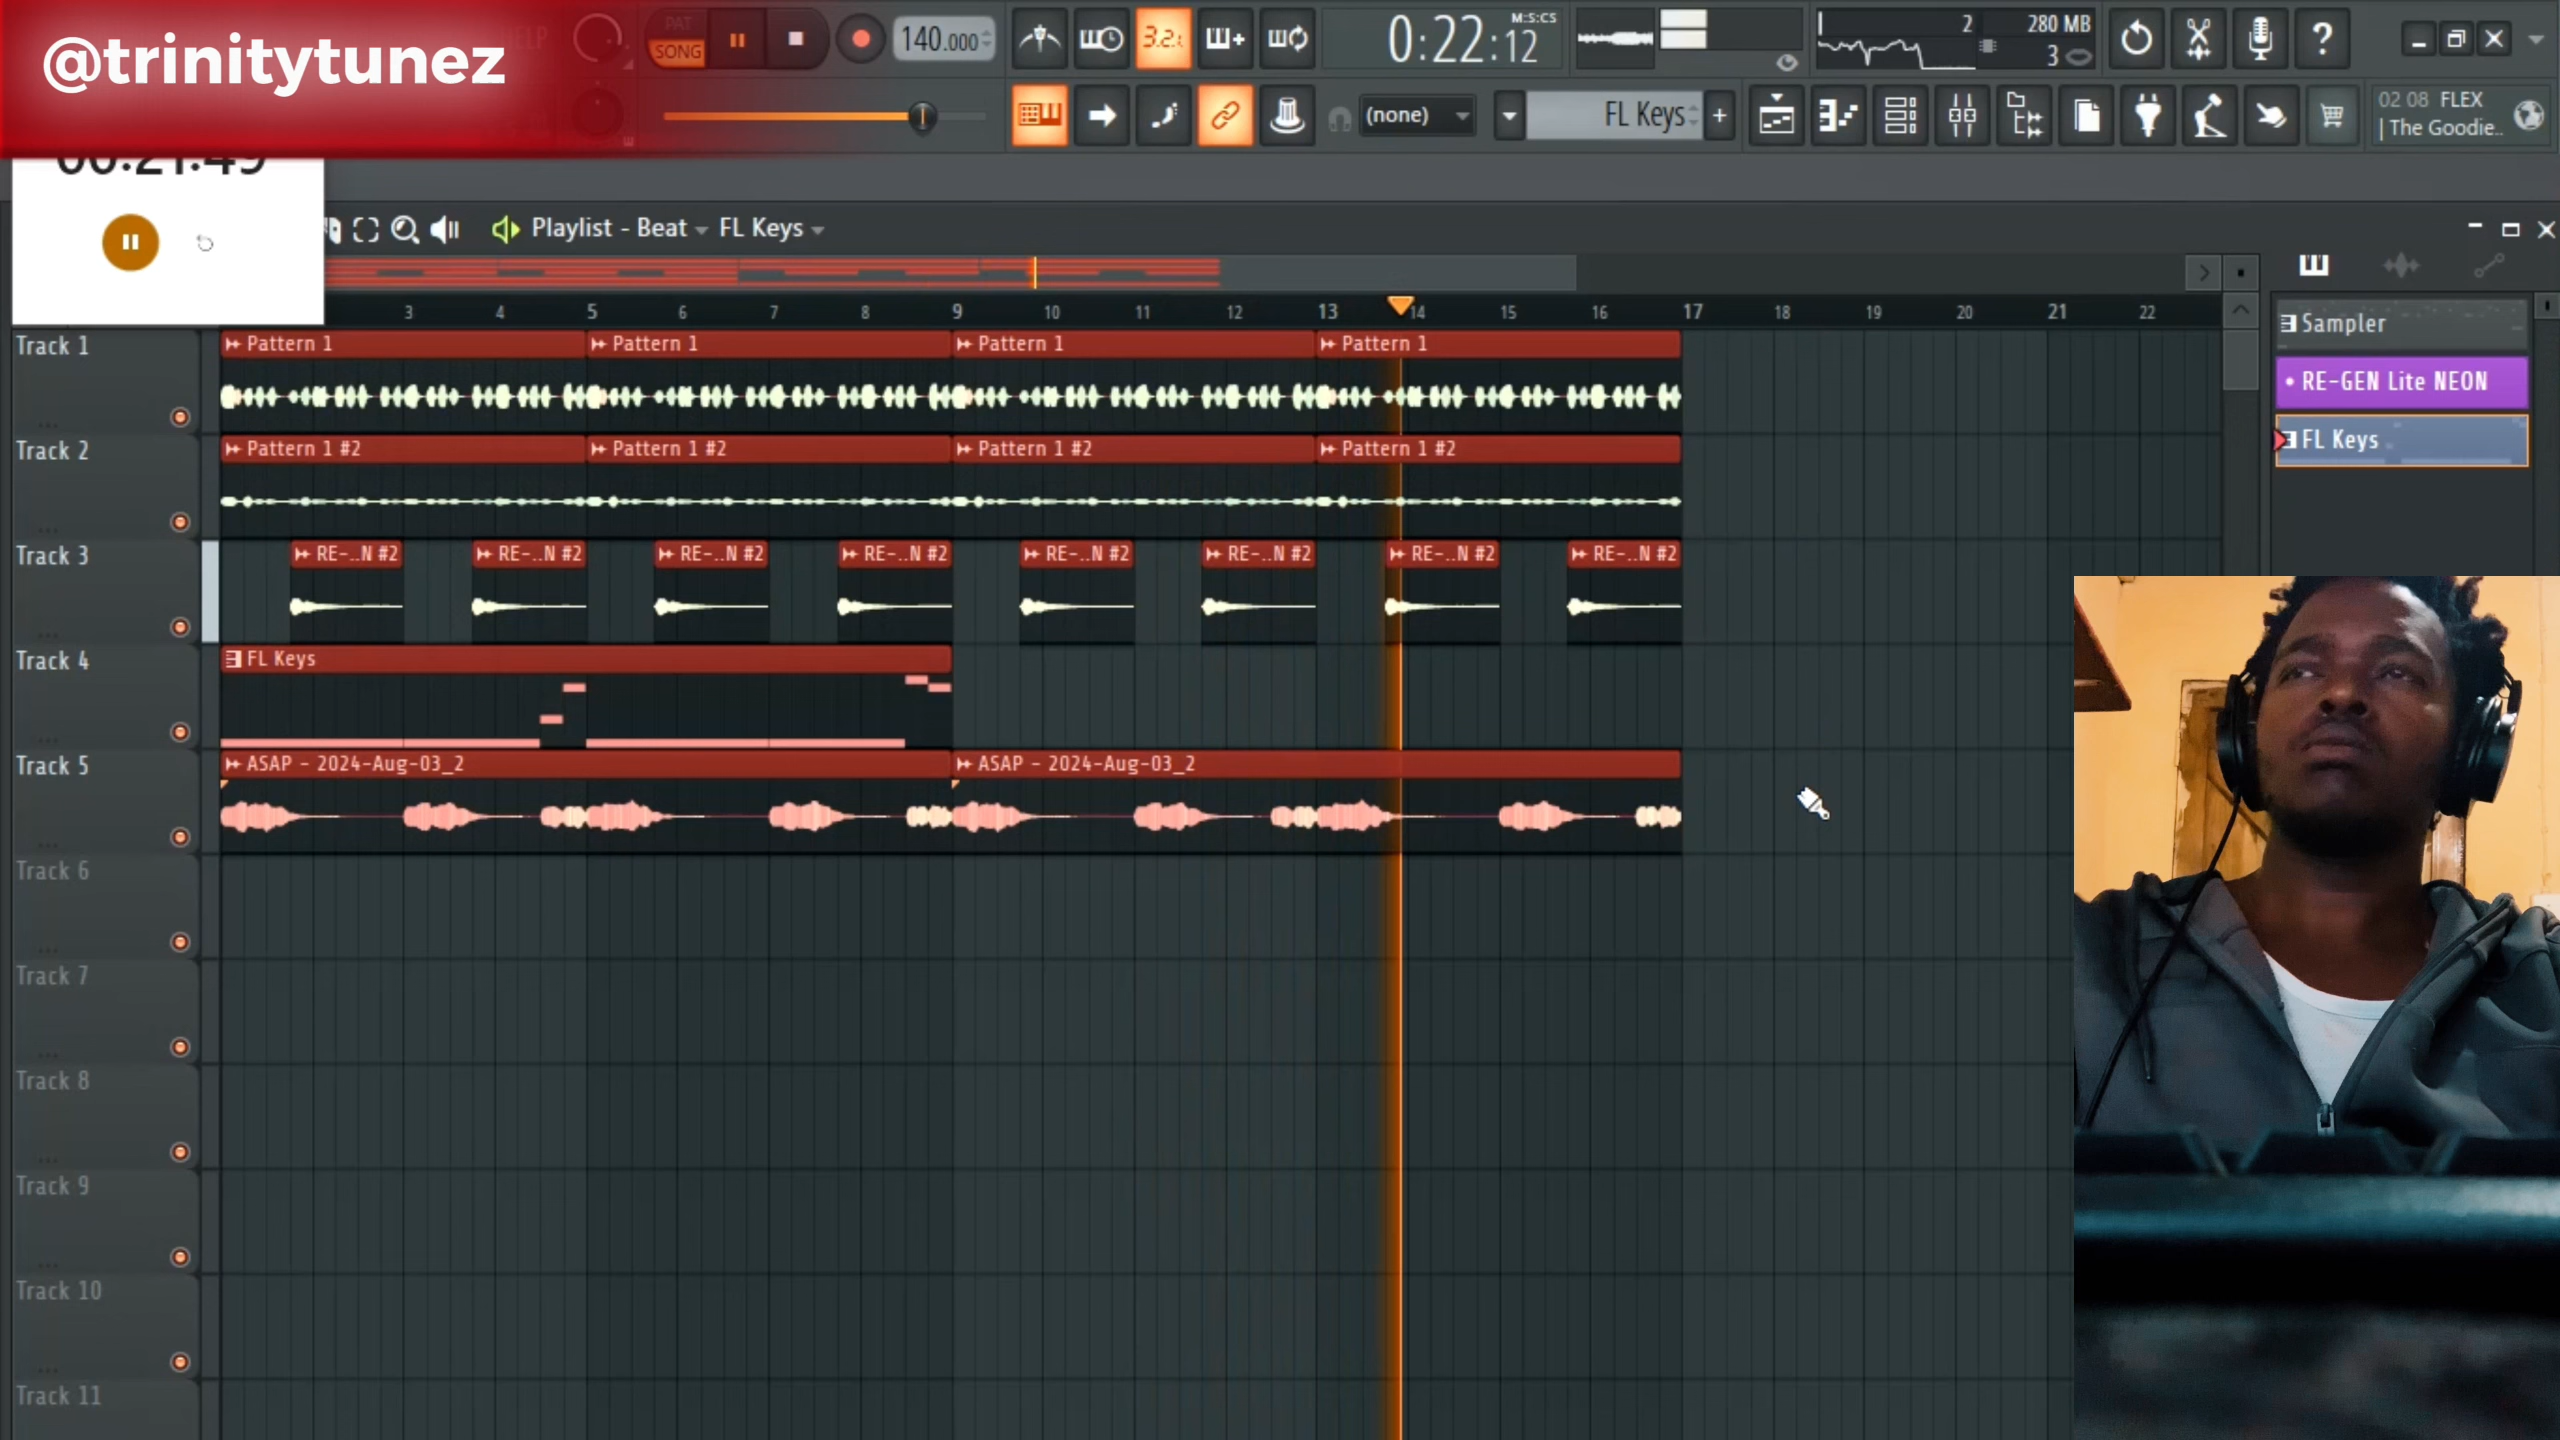 @trinitytunez
PAT
SONG
140.000
3.2.
0:22:12
M:S:CS
2
280 MB
3
?
(none)
FL Keys
02 08 FLEX
| The Goodie..
00:21:49
Playlist - Beat
FL Keys
3 4 5 6 7 8 9 10 11 12 13 14 15 16 17 18 19 20 21 22
Sampler
RE-GEN Lite NEON
FL Keys
Track 1
Pattern 1
Pattern 1
Pattern 1
Pattern 1
Track 2
Pattern 1 #2
Pattern 1 #2
Pattern 1 #2
Pattern 1 #2
Track 3
RE-..N #2
RE-..N #2
RE-..N #2
RE-..N #2
RE-..N #2
RE-..N #2
RE-..N #2
RE-..N #2
Track 4
FL Keys
Track 5
ASAP - 2024-Aug-03_2
ASAP - 2024-Aug-03_2
Track 6
Track 7
Track 8
Track 9
Track 10
Track 11